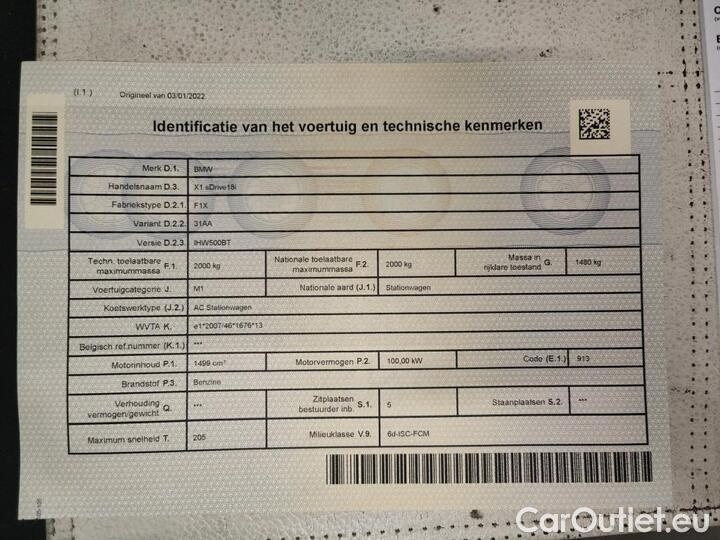 (I.1.) Origineel van 03/01/2022
Identificatie van het voertuig en technische kenmerken
Merk D.1. BMW
Handelsnaam D.3. X1 sDrive18i
Fabriekstype D.2.1. F1X
Variant D.2.2. 31AA
Versie D.2.3. IHW500BT
Techn. toelaatbare maximummassa F.1. 2000 kg Nationale toelaatbare maximummassa F.2. 2000 kg Massa in rijklare toestand G. 1480 kg
Voertuigcategorie J. M1 Nationale aard (J.1.) Stationwagen
Koetswerktype (J.2.) AC Stationwagen
WVTA K. e1*2007/46*1676*13
Belgisch ref.nummer (K.1.) ***
Motorinhoud P.1. 1499 cm³ Motorvermogen P.2. 100,00 kW Code (E.1.) 913
Brandstof P.3. Benzine
Verhouding vermogen/gewicht Q. *** Zitplaatsen bestuurder inb. S.1. 5 Staanplaatsen S.2. ***
Maximum snelheid T. 205 Milieuklasse V.9. 6d-ISC-FCM
CarOutlet.eu